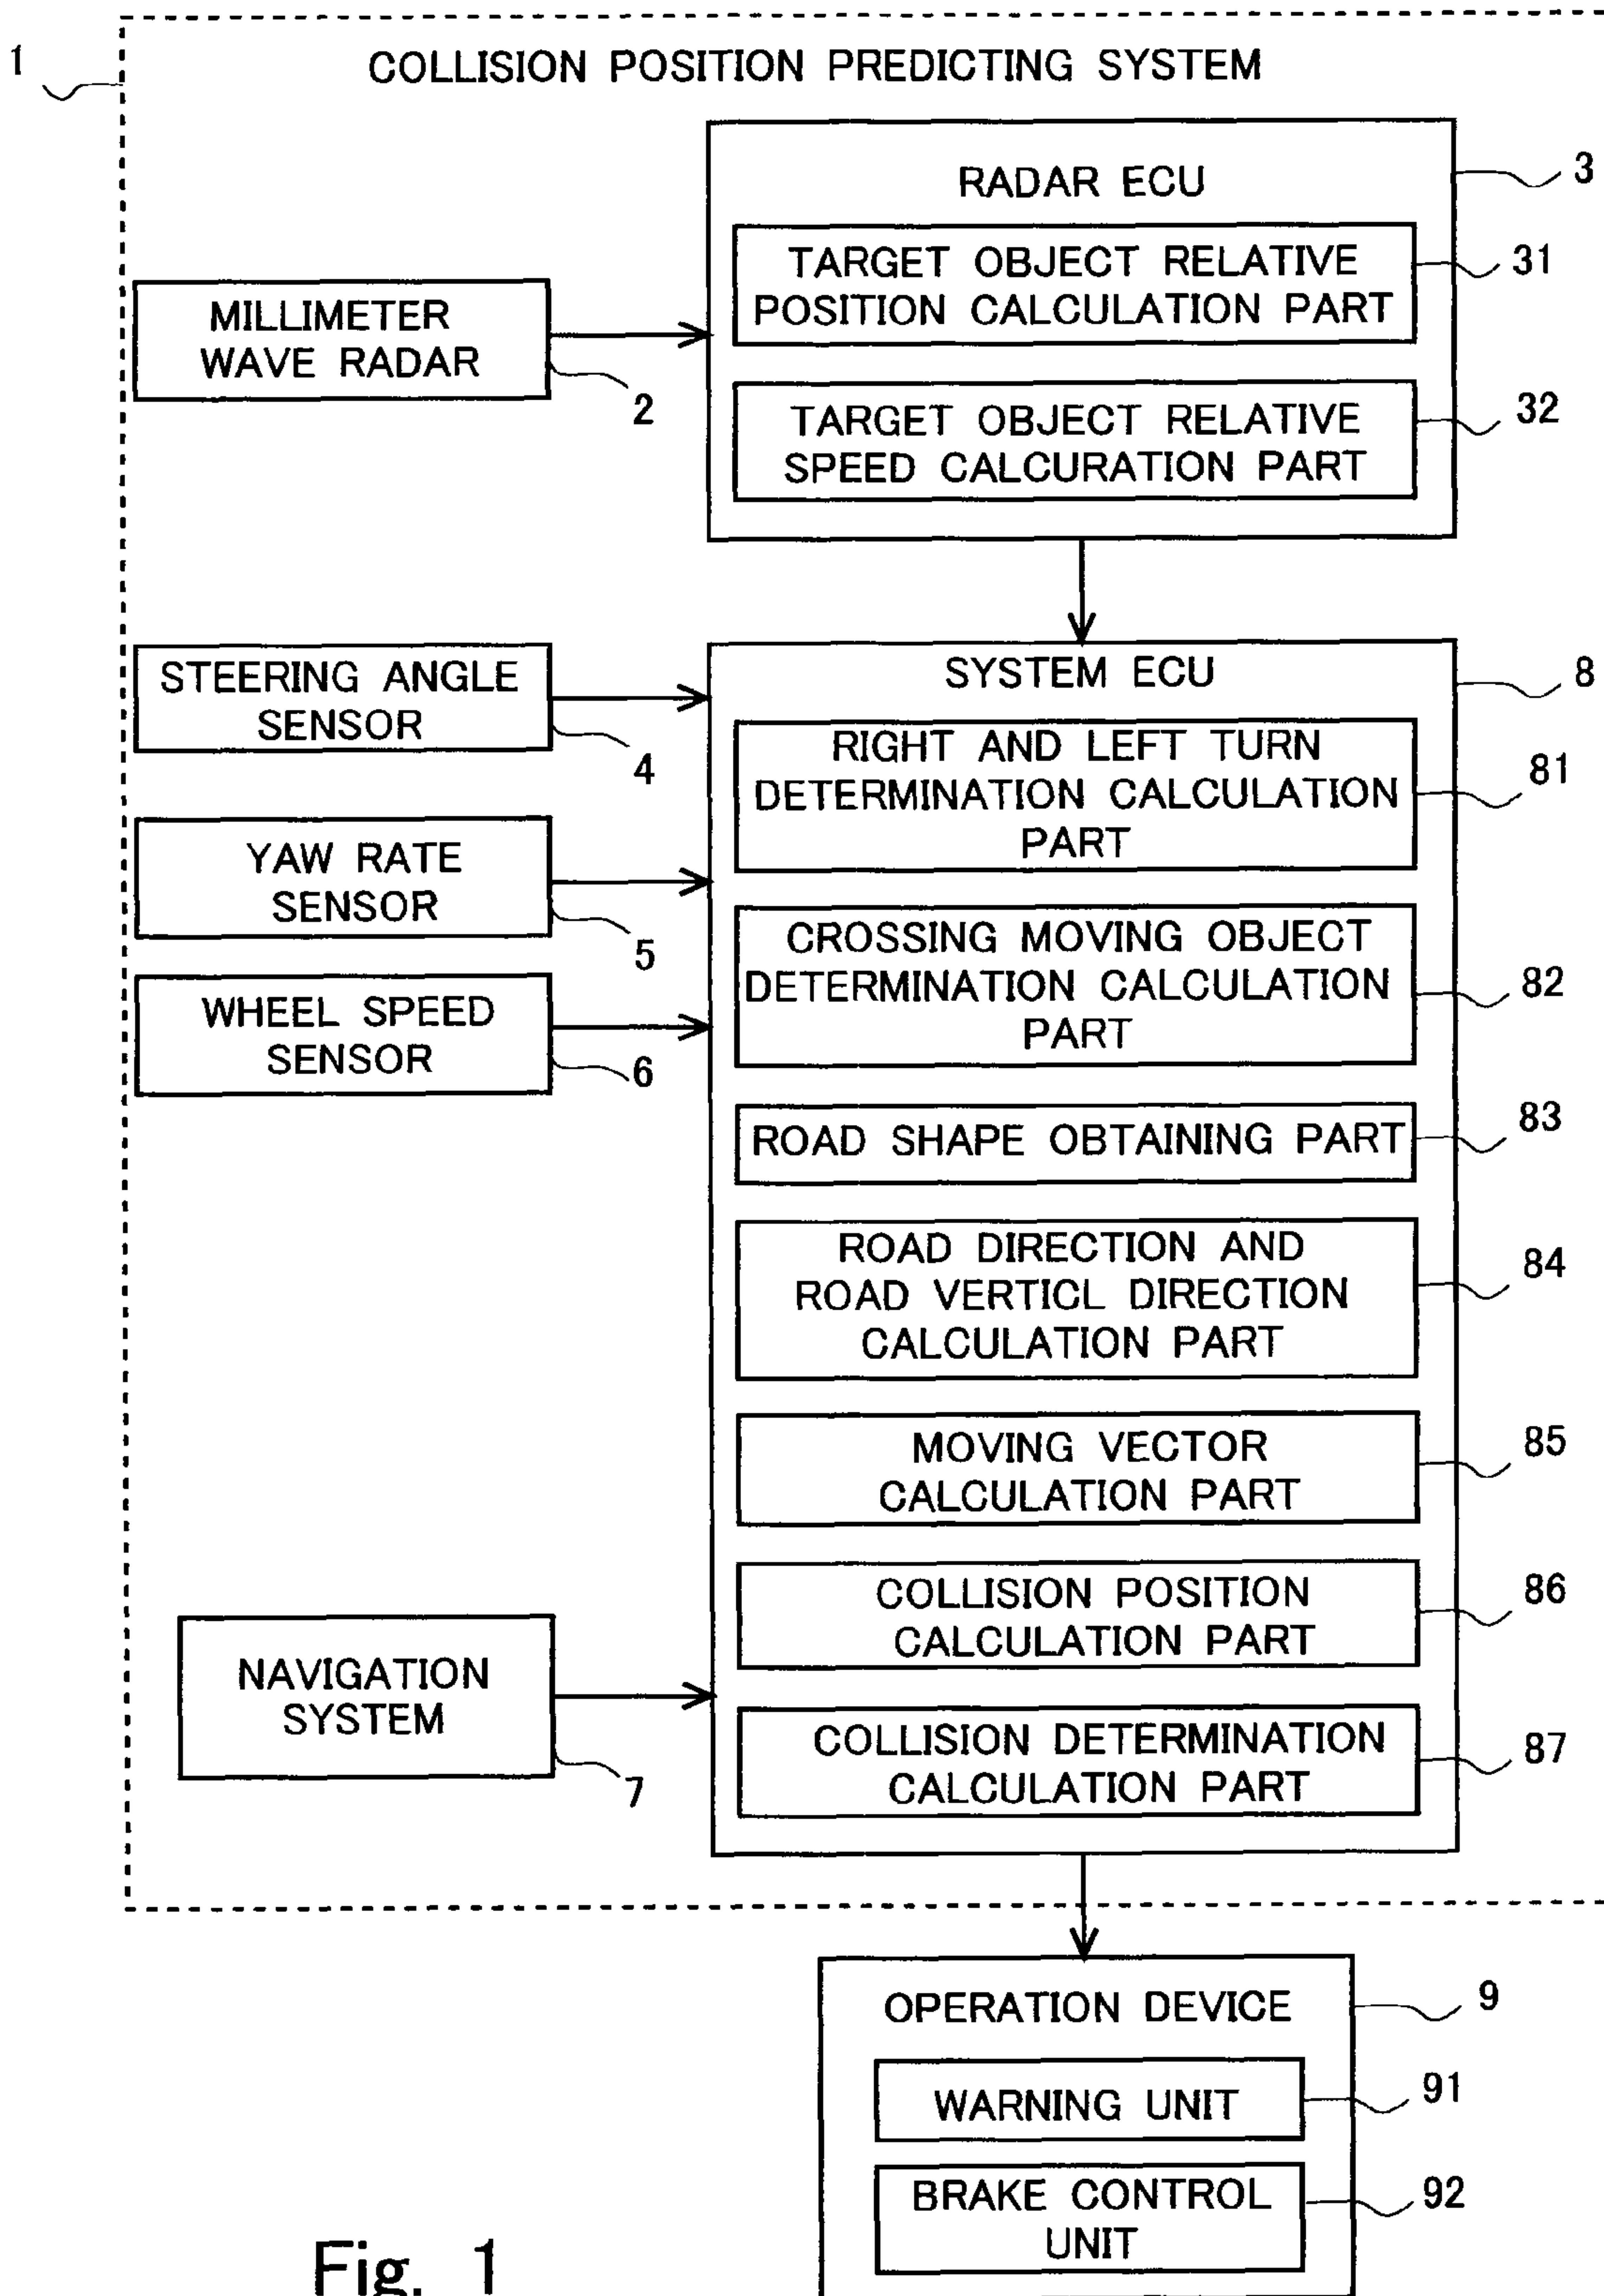 1
COLLISION POSITION PREDICTING SYSTEM
RADAR ECU
3
TARGET OBJECT RELATIVE
POSITION CALCULATION PART
31
MILLIMETER
WAVE RADAR
2
TARGET OBJECT RELATIVE
SPEED CALCURATION PART
32
STEERING ANGLE
SENSOR
4
SYSTEM ECU
8
RIGHT AND LEFT TURN
DETERMINATION CALCULATION
PART
81
YAW RATE
SENSOR
5
CROSSING MOVING OBJECT
DETERMINATION CALCULATION
PART
82
WHEEL SPEED
SENSOR
6
ROAD SHAPE OBTAINING PART
83
ROAD DIRECTION AND
ROAD VERTICL DIRECTION
CALCULATION PART
84
MOVING VECTOR
CALCULATION PART
85
COLLISION POSITION
CALCULATION PART
86
NAVIGATION
SYSTEM
7
COLLISION DETERMINATION
CALCULATION PART
87
OPERATION DEVICE
9
WARNING UNIT
91
BRAKE CONTROL
UNIT
92
Fig. 1